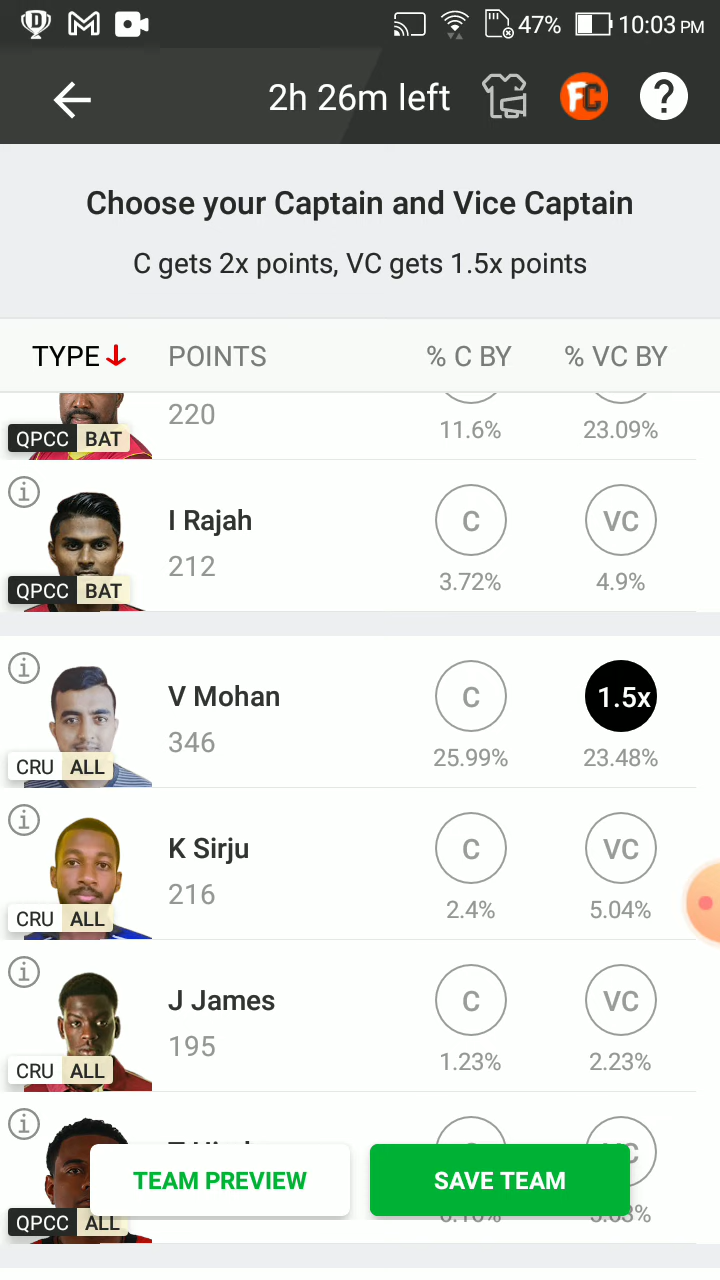 47% 10:03 PM
2h 26m left FC ?
Choose your Captain and Vice Captain
C gets 2x points, VC gets 1.5x points
TYPE POINTS % C BY % VC BY
220
QPCC BAT 11.6% 23.09%
I Rajah C VC
212
QPCC BAT 3.72% 4.9%
V Mohan C 1.5x
346
CRU ALL 25.99% 23.48%
K Sirju C VC
216
CRU ALL 2.4% 5.04%
J James C VC
195
CRU ALL 1.23% 2.23%
TEAM PREVIEW SAVE TEAM
QPCC ALL